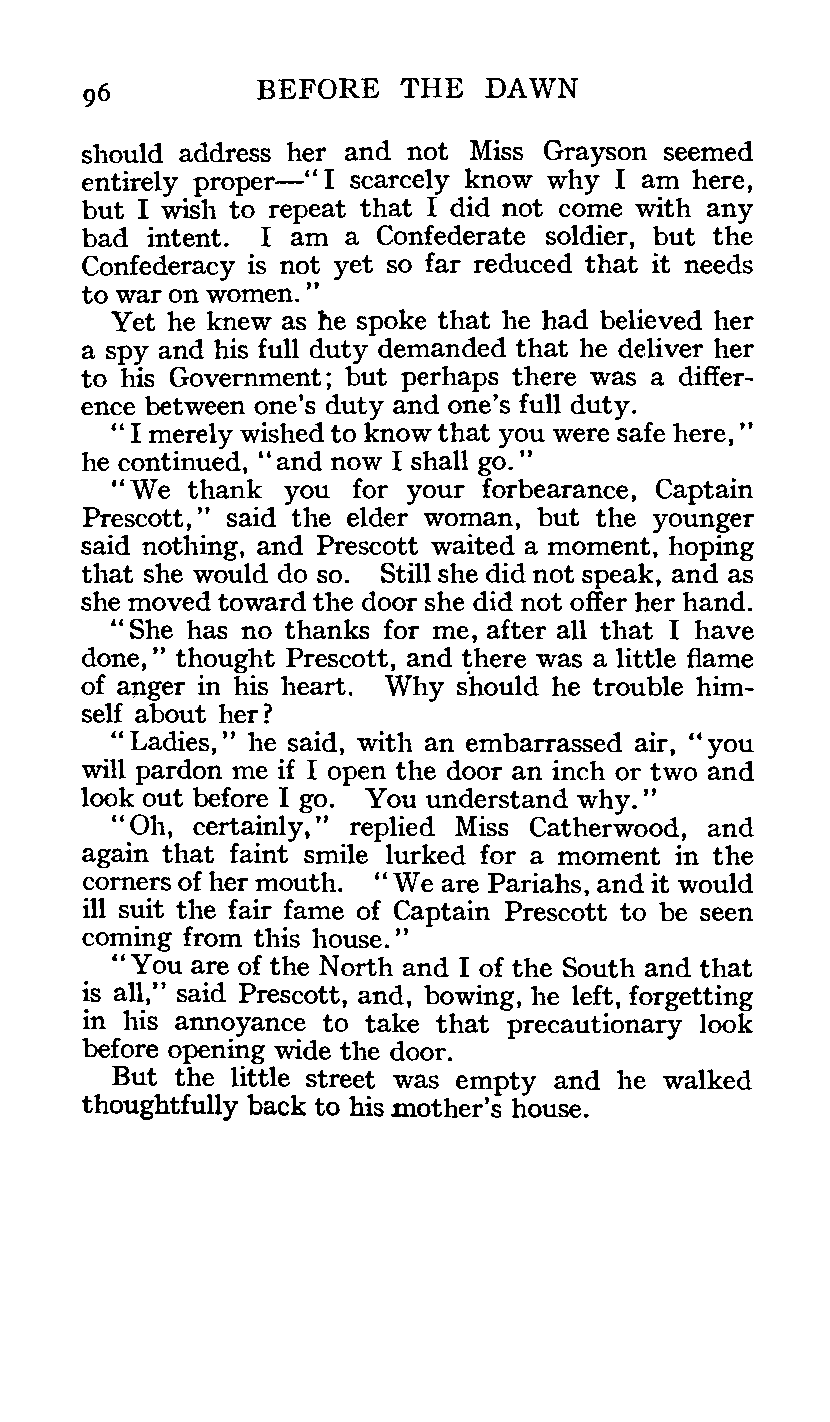 96 BEFORE THE DAWN
should address her and not Miss Grayson seemed
entirely proper—"I scarcely know why I am here,
but I wish to repeat that I did not come with any
bad intent. I am a Confederate soldier, but the
Confederacy is not yet so far reduced that it needs
to war on women."
Yet he knew as he spoke that he had believed her
a spy and his full duty demanded that he deliver her
to his Government; but perhaps there was a differ-
ence between one's duty and one's full duty.
"I merely wished to know that you were safe here,"
he continued, "and now I shall go."
"We thank you for your forbearance, Captain
Prescott," said the elder woman, but the younger
said nothing, and Prescott waited a moment, hoping
that she would do so. Still she did not speak, and as
she moved toward the door she did not offer her hand.
"She has no thanks for me, after all that I have
done," thought Prescott, and there was a little flame
of anger in his heart. Why should he trouble him-
self about her?
"Ladies," he said, with an embarrassed air, "you
will pardon me if I open the door an inch or two and
look out before I go. You understand why."
"Oh, certainly," replied Miss Catherwood, and
again that faint smile lurked for a moment in the
corners of her mouth. "We are Pariahs, and it would
ill suit the fair fame of Captain Prescott to be seen
coming from this house."
"You are of the North and I of the South and that
is all," said Prescott, and, bowing, he left, forgetting
in his annoyance to take that precautionary look
before opening wide the door.
But the little street was empty and he walked
thoughtfully back to his mother's house.